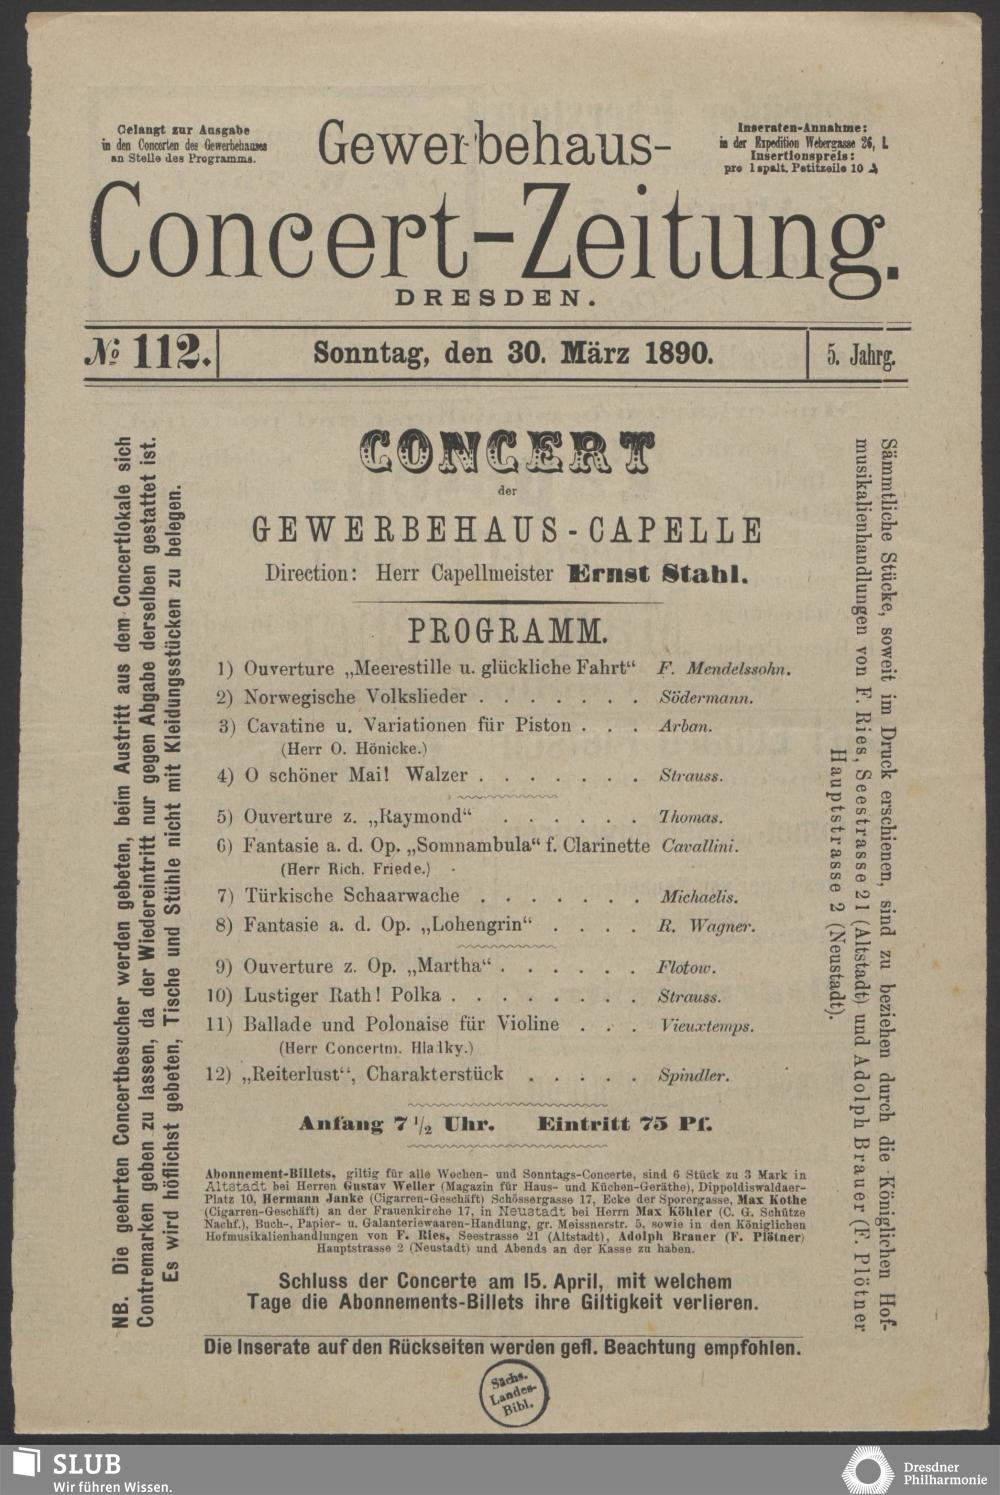 Gelangt zur Ausgabe
in den Concerten des Gewerbehauses
an Stelle des Programms.
Gewerbehaus-
Inseraten-Annahme:
in der Expedition Webergasse 26, I.
Insertionspreis:
pro 1spalt. Petitzeile 10 ₰
Concert-Zeitung.
DRESDEN.
№ 112.
Sonntag, den 30. März 1890.
5. Jahrg.
NB. Die geehrten Concertbesucher werden gebeten, beim Austritt aus dem Concertlokale sich
Contremarken geben zu lassen, da der Wiedereintritt nur gegen Abgabe derselben gestattet ist.
Es wird höflichst gebeten, Tische und Stühle nicht mit Kleidungsstücken zu belegen.
CONCERT
der
GEWERBEHAUS-CAPELLE
Direction: Herr Capellmeister Ernst Stahl.
PROGRAMM.
1) Ouverture „Meerestille u. glückliche Fahrt“ F. Mendelssohn.
2) Norwegische Volkslieder . . . . . . . Södermann.
3) Cavatine u. Variationen für Piston . . . Arban.
(Herr O. Hönicke.)
4) O schöner Mai! Walzer . . . . . . . Strauss.
5) Ouverture z. „Raymond“ . . . . . . Thomas.
6) Fantasie a. d. Op. „Somnambula“ f. Clarinette Cavallini.
(Herr Rich. Friede.)
7) Türkische Schaarwache . . . . . . . Michaelis.
8) Fantasie a. d. Op. „Lohengrin“ . . . . R. Wagner.
9) Ouverture z. Op. „Martha“ . . . . . . Flotow.
10) Lustiger Rath! Polka . . . . . . . . Strauss.
11) Ballade und Polonaise für Violine . . . Vieuxtemps.
(Herr Concertm. Hladky.)
12) „Reiterlust“, Charakterstück . . . . . Spindler.
Anfang 7 1/2 Uhr. Eintritt 75 Pf.
Abonnement-Billets, giltig für alle Wochen- und Sonntags-Concerte, sind 6 Stück zu 3 Mark in
Altstadt bei Herren Gustav Weller (Magazin für Haus- und Küchen-Geräthe), Dippoldiswaldaer-
Platz 10, Hermann Janke (Cigarren-Geschäft) Schössergasse 17, Ecke der Sporergasse, Max Kothe
(Cigarren-Geschäft) an der Frauenkirche 17, in Neustadt bei Herrn Max Köhler (C. G. Schütze
Nachf.), Buch-, Papier- u. Galanteriewaaren-Handlung, gr. Meissnerstr. 5, sowie in den Königlichen
Hofmusikalienhandlungen von F. Ries, Seestrasse 21 (Altstadt), Adolph Brauer (F. Plötner)
Hauptstrasse 2 (Neustadt) und Abends an der Kasse zu haben.
Schluss der Concerte am 15. April, mit welchem
Tage die Abonnements-Billets ihre Giltigkeit verlieren.
Die Inserate auf den Rückseiten werden gefl. Beachtung empfohlen.
Sämmtliche Stücke, soweit im Druck erschienen, sind zu beziehen durch die Königlichen Hof-
musikalienhandlungen von F. Ries, Seestrasse 21 (Altstadt) und Adolph Brauer (F. Plötner
Hauptstrasse 2 (Neustadt).
Sächs.
Landes-
Bibl.
SLUB
Wir führen Wissen.
Dresdner
Philharmonie